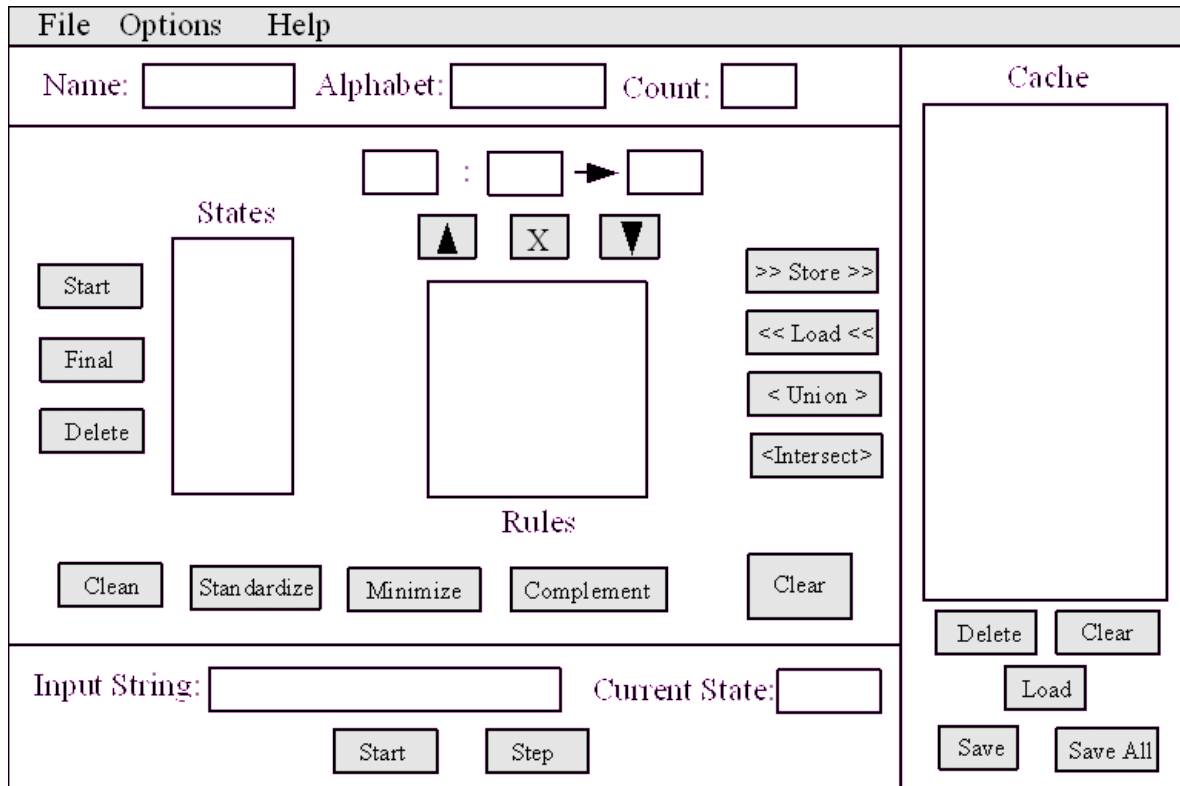 File Options Help
Name: Alphabet: Count:
Cache
:
States
X
Start
Final
Delete
>> Store >>
<< Load <<
< Union >
<Intersect>
Rules
Clean Standardize Minimize Complement Clear
Delete Clear
Load
Save Save All
Input String: Current State:
Start Step